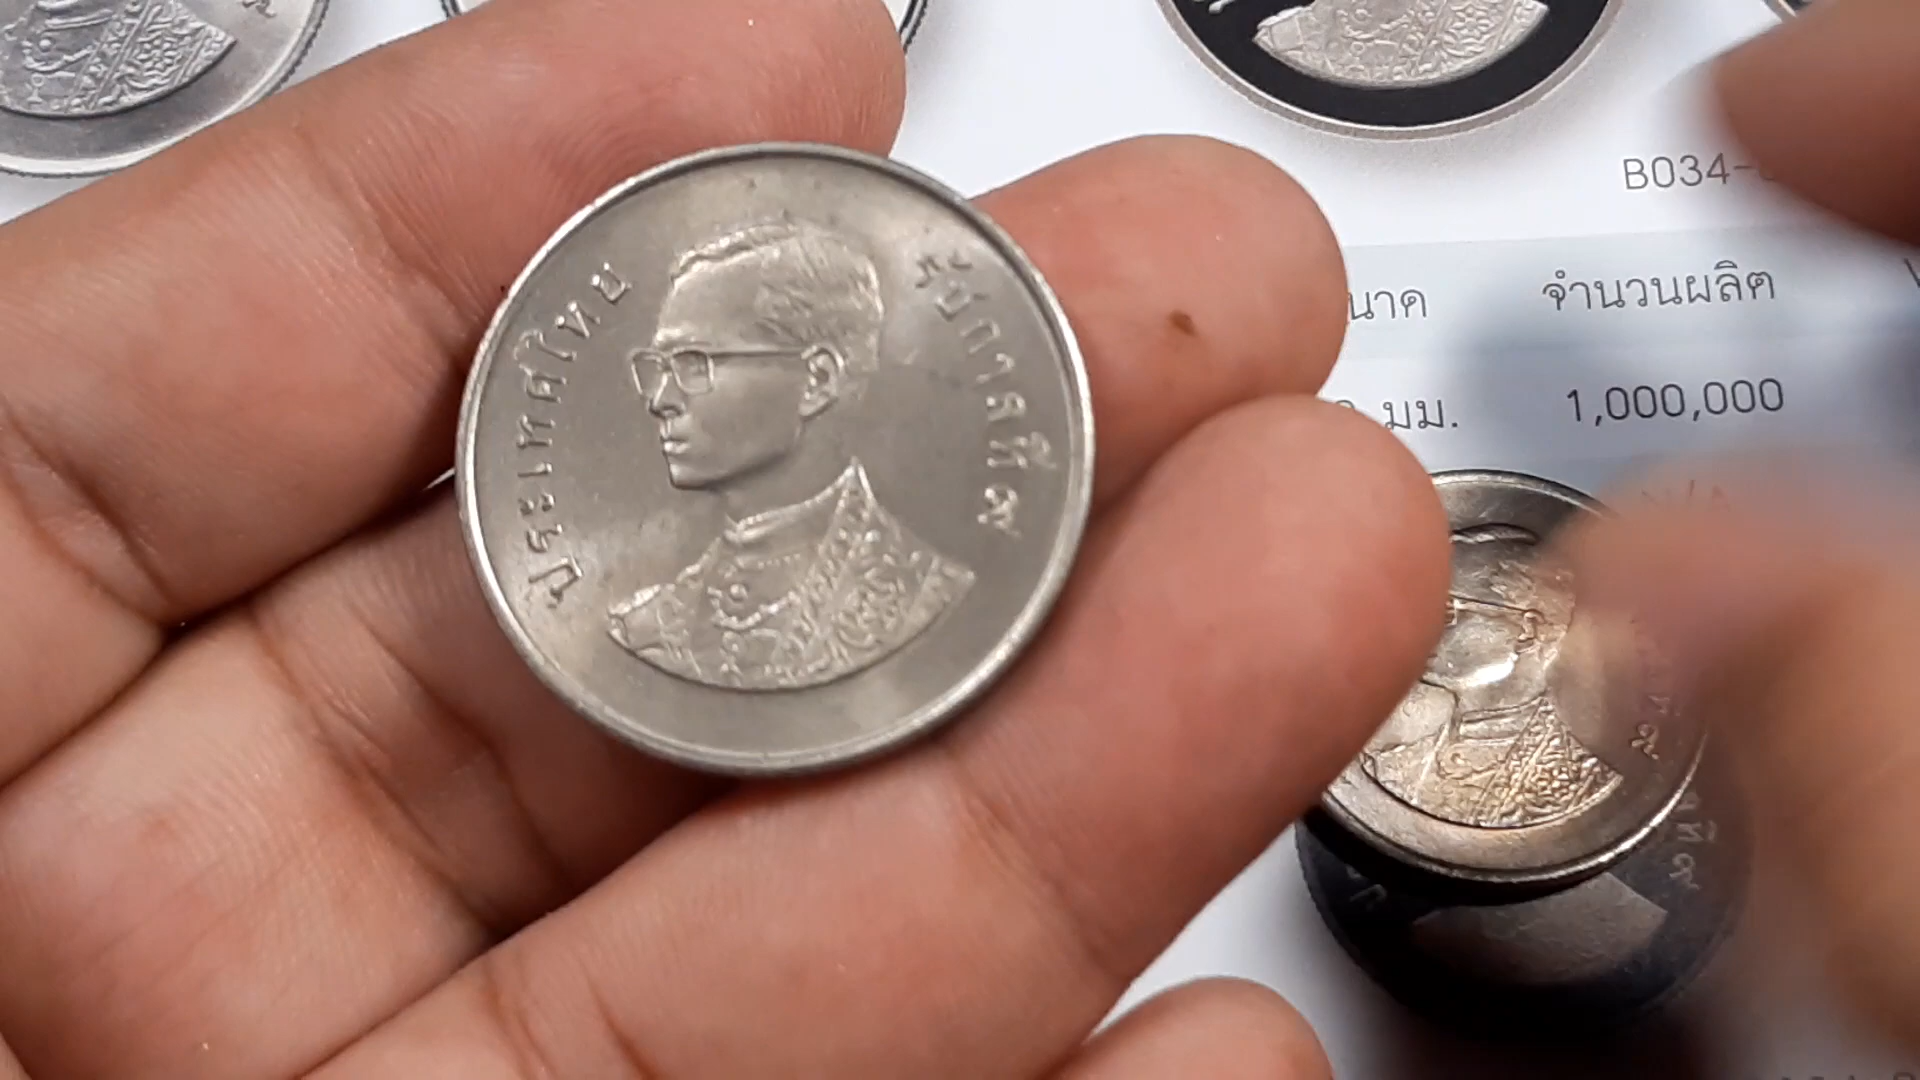 ประเทศไทย
รัชกาลที่ ๙
B034-
จำนวนผลิต
มม.
1,000,000